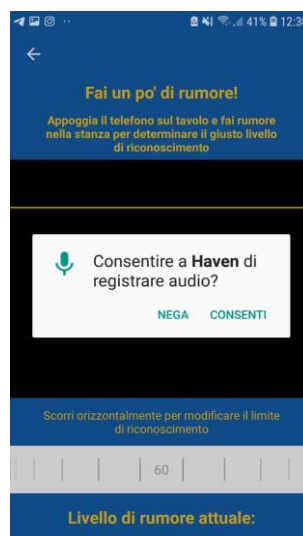 41% 12:30
Fai un po' di rumore!
Appoggia il telefono sul tavolo e fai rumore
nella stanza per determinare il giusto livello
di riconoscimento
Consentire a Haven di
registrare audio?
NEGA CONSENTI
Scorri orizzontalmente per modificare il limite
di riconoscimento
60
Livello di rumore attuale: